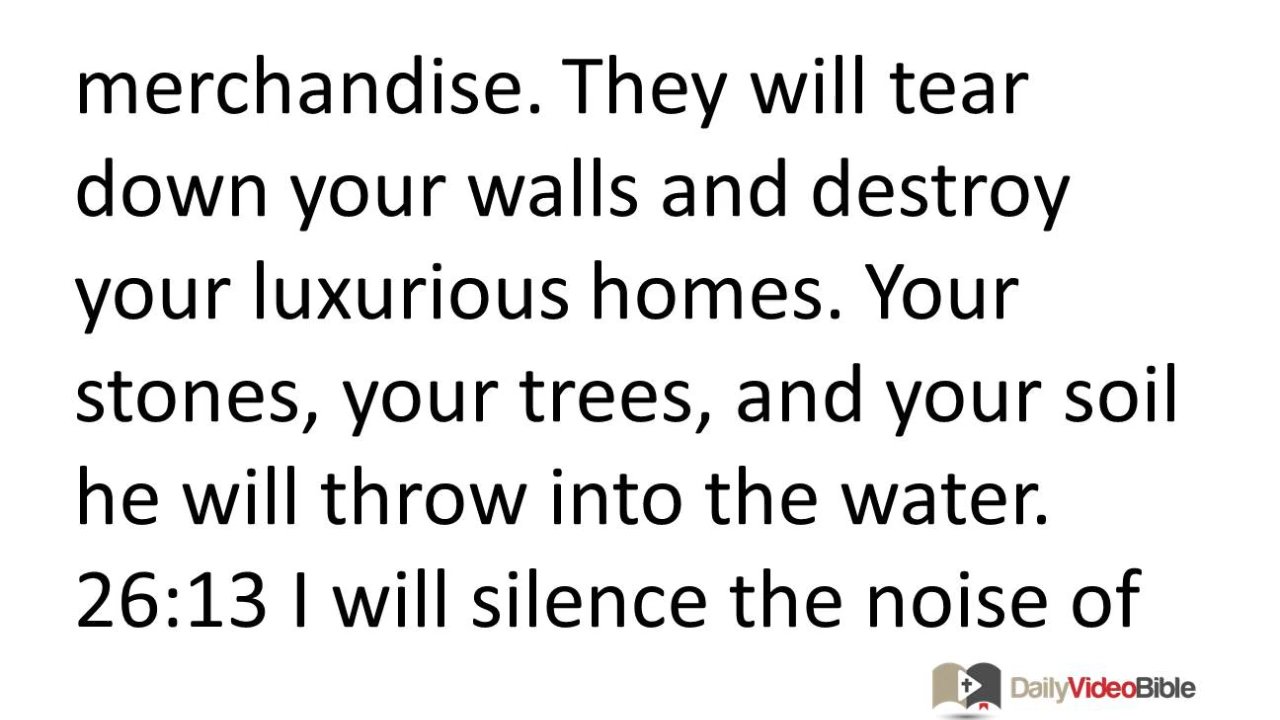 merchandise. They will tear
down your walls and destroy
your luxurious homes. Your
stones, your trees, and your soil
he will throw into the water.
26:13 I will silence the noise of
DailyVideoBible